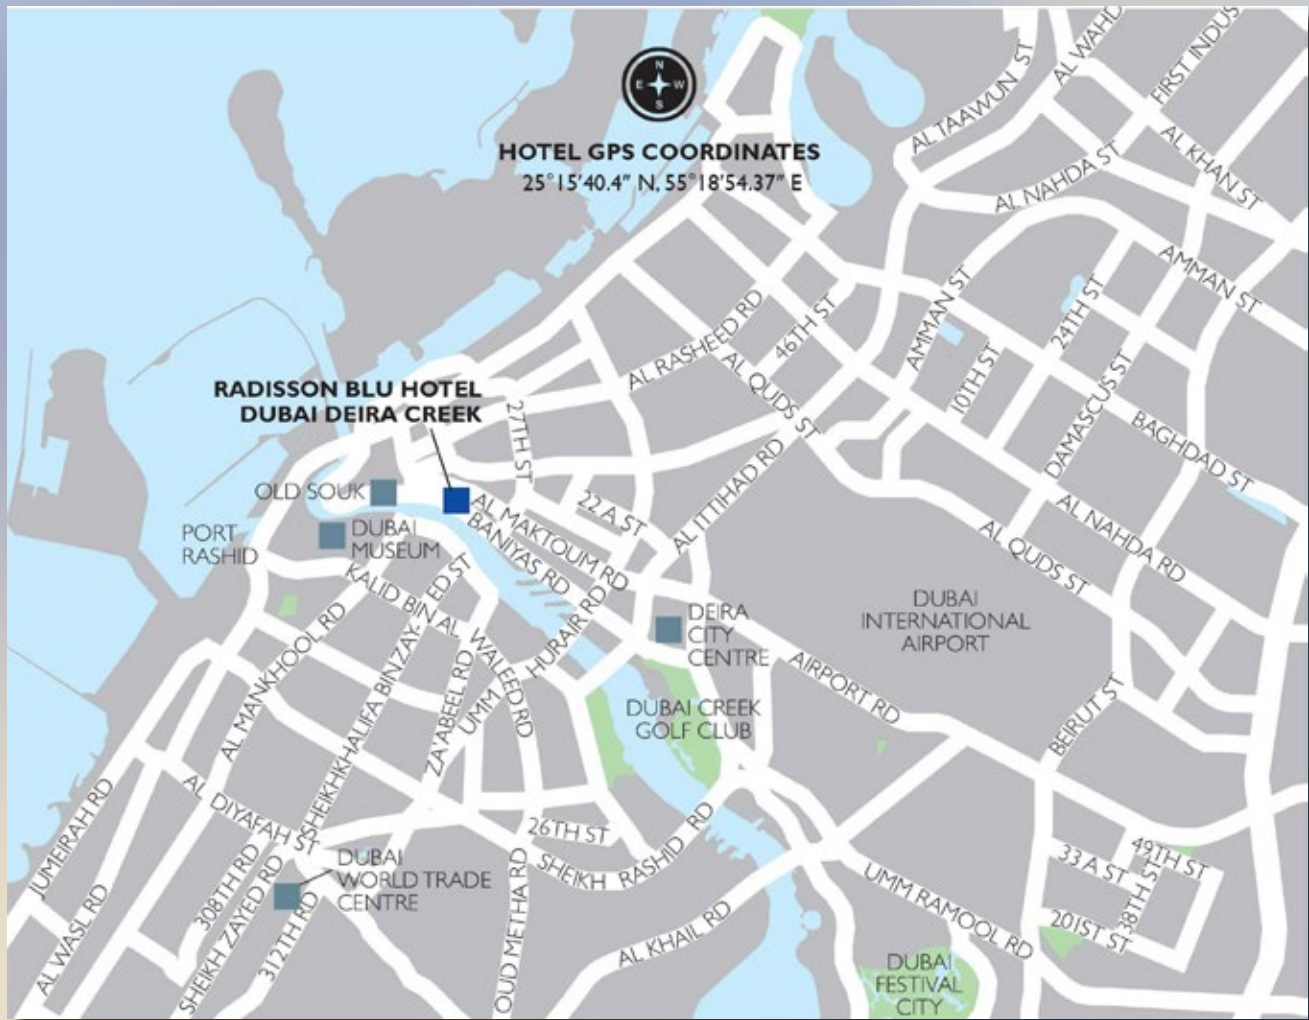 N
E W
S
HOTEL GPS COORDINATES
25°15'40.4" N, 55°18'54.37" E
AL TAAWUN ST
AL WAHD
FIRST INDUS
AL KHAN ST
AL NAHDA ST
AMMAN ST
AMMAN ST
24TH ST
10TH ST
46TH ST
AL RASHEED RD
AL QUDS ST
DAMASCUS ST
BAGHDAD ST
RADISSON BLU HOTEL
DUBAI DEIRA CREEK
27TH ST
OLD SOUK
DUBAI
MUSEUM
PORT
RASHID
AL MAKTOUM RD
BANIYAS RD
22 A ST
AL ITTIHAD RD
AL QUDS ST
AL NAHDA RD
KALID BIN AL WALEED RD
AL MANKHOOL RD
SHEIKHKHALIFA BINZAY-ED ST
ZA'ABEEL RD
UMM HURAIR RD
DEIRA
CITY
CENTRE
DUBAI
INTERNATIONAL
AIRPORT
DUBAI CREEK
GOLF CLUB
AIRPORT RD
BEIRUT ST
AL DIYAFAH ST
JUMEIRAH RD
AL WASL RD
308TH RD
SHEIKH ZAYED RD
312TH RD
DUBAI
WORLD TRADE
CENTRE
26TH ST
SHEIKH RASHID RD
OUD METHA RD
AL KHAIL RD
UMM RAMOOL RD
33 A ST
49TH ST
38TH ST
201ST ST
DUBAI
FESTIVAL
CITY